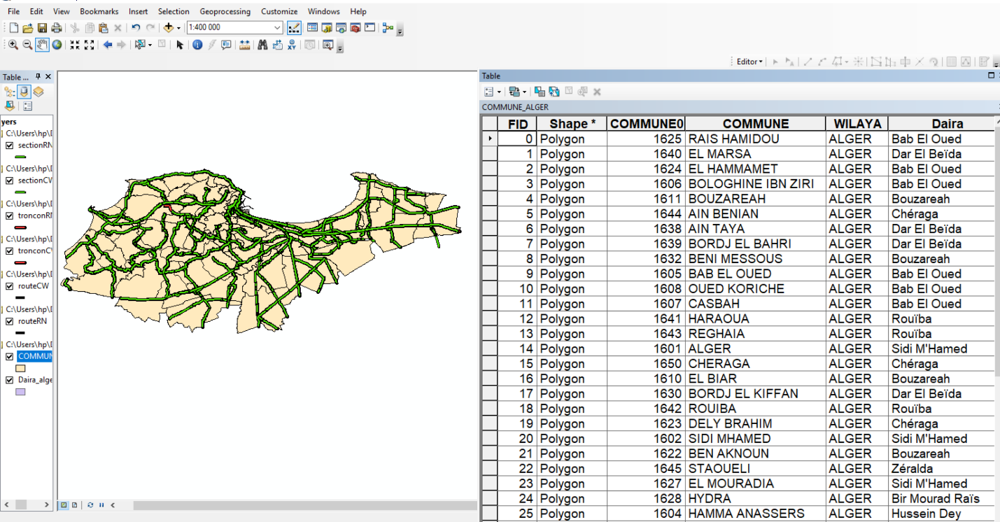 File Edit View Bookmarks Insert Selection Geoprocessing Customize Windows Help
1:400 000
Editor
Table ...
Table
COMMUNE_ALGER
yers
C:\Users\hp\
sectionRN
C:\Users\hp\
sectionCW
C:\Users\hp\
tronconRN
C:\Users\hp\
tronconC
C:\Users\hp\
routeCW
C:\Users\hp\
routeRN
C:\Users\hp\
COMMUN
Daira_alge
FID Shape * COMMUNE0 COMMUNE WILAYA Daira
0 Polygon 1625 RAIS HAMIDOU ALGER Bab El Oued
1 Polygon 1640 EL MARSA ALGER Dar El Beïda
2 Polygon 1624 EL HAMMAMET ALGER Bab El Oued
3 Polygon 1606 BOLOGHINE IBN ZIRI ALGER Bab El Oued
4 Polygon 1611 BOUZAREAH ALGER Bouzareah
5 Polygon 1644 AIN BENIAN ALGER Chéraga
6 Polygon 1638 AIN TAYA ALGER Dar El Beïda
7 Polygon 1639 BORDJ EL BAHRI ALGER Dar El Beïda
8 Polygon 1632 BENI MESSOUS ALGER Bouzareah
9 Polygon 1605 BAB EL OUED ALGER Bab El Oued
10 Polygon 1608 OUED KORICHE ALGER Bab El Oued
11 Polygon 1607 CASBAH ALGER Bab El Oued
12 Polygon 1641 HARAOUA ALGER Rouïba
13 Polygon 1643 REGHAIA ALGER Rouïba
14 Polygon 1601 ALGER ALGER Sidi M'Hamed
15 Polygon 1650 CHERAGA ALGER Chéraga
16 Polygon 1610 EL BIAR ALGER Bouzareah
17 Polygon 1630 BORDJ EL KIFFAN ALGER Dar El Beïda
18 Polygon 1642 ROUIBA ALGER Rouïba
19 Polygon 1623 DELY BRAHIM ALGER Chéraga
20 Polygon 1602 SIDI MHAMED ALGER Sidi M'Hamed
21 Polygon 1622 BEN AKNOUN ALGER Bouzareah
22 Polygon 1645 STAOUELI ALGER Zéralda
23 Polygon 1627 EL MOURADIA ALGER Sidi M'Hamed
24 Polygon 1628 HYDRA ALGER Bir Mourad Raïs
25 Polygon 1604 HAMMA ANASSERS ALGER Hussein Dey